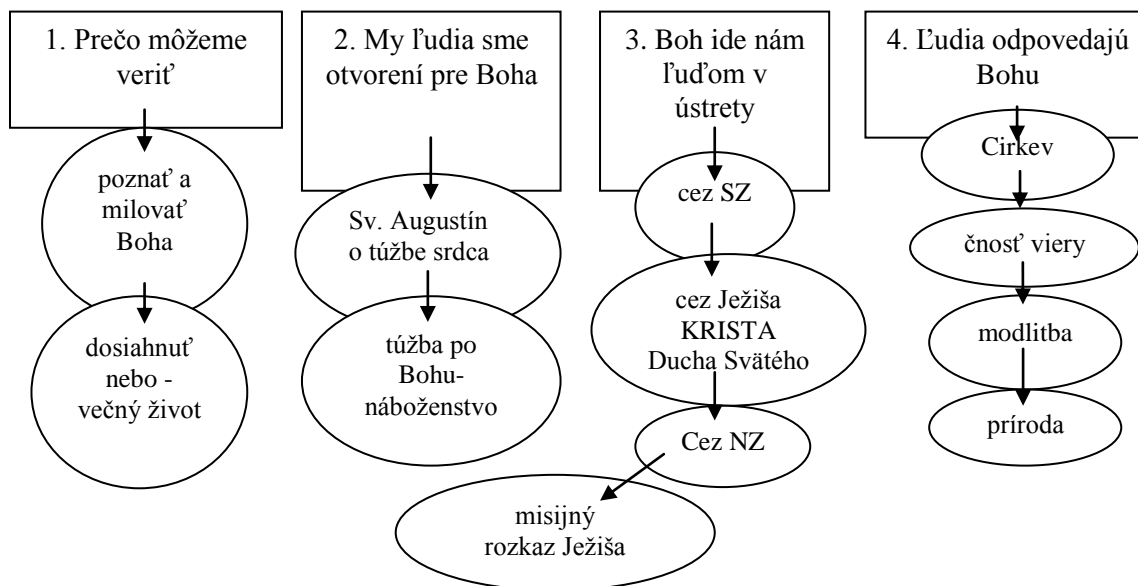 1. Prečo môžeme
veriť
poznať a
milovať
Boha
dosiahnuť
nebo -
večný život
2. My ľudia sme
otvorení pre Boha
Sv. Augustín
o túžbe srdca
túžba po
Bohu-
náboženstvo
3. Boh ide nám
ľuďom v
ústrety
cez SZ
cez Ježiša
KRISTA
Ducha Svätého
Cez NZ
misijný
rozkaz Ježiša
4. Ľudia odpovedajú
Bohu
Cirkev
čnosť viery
modlitba
príroda